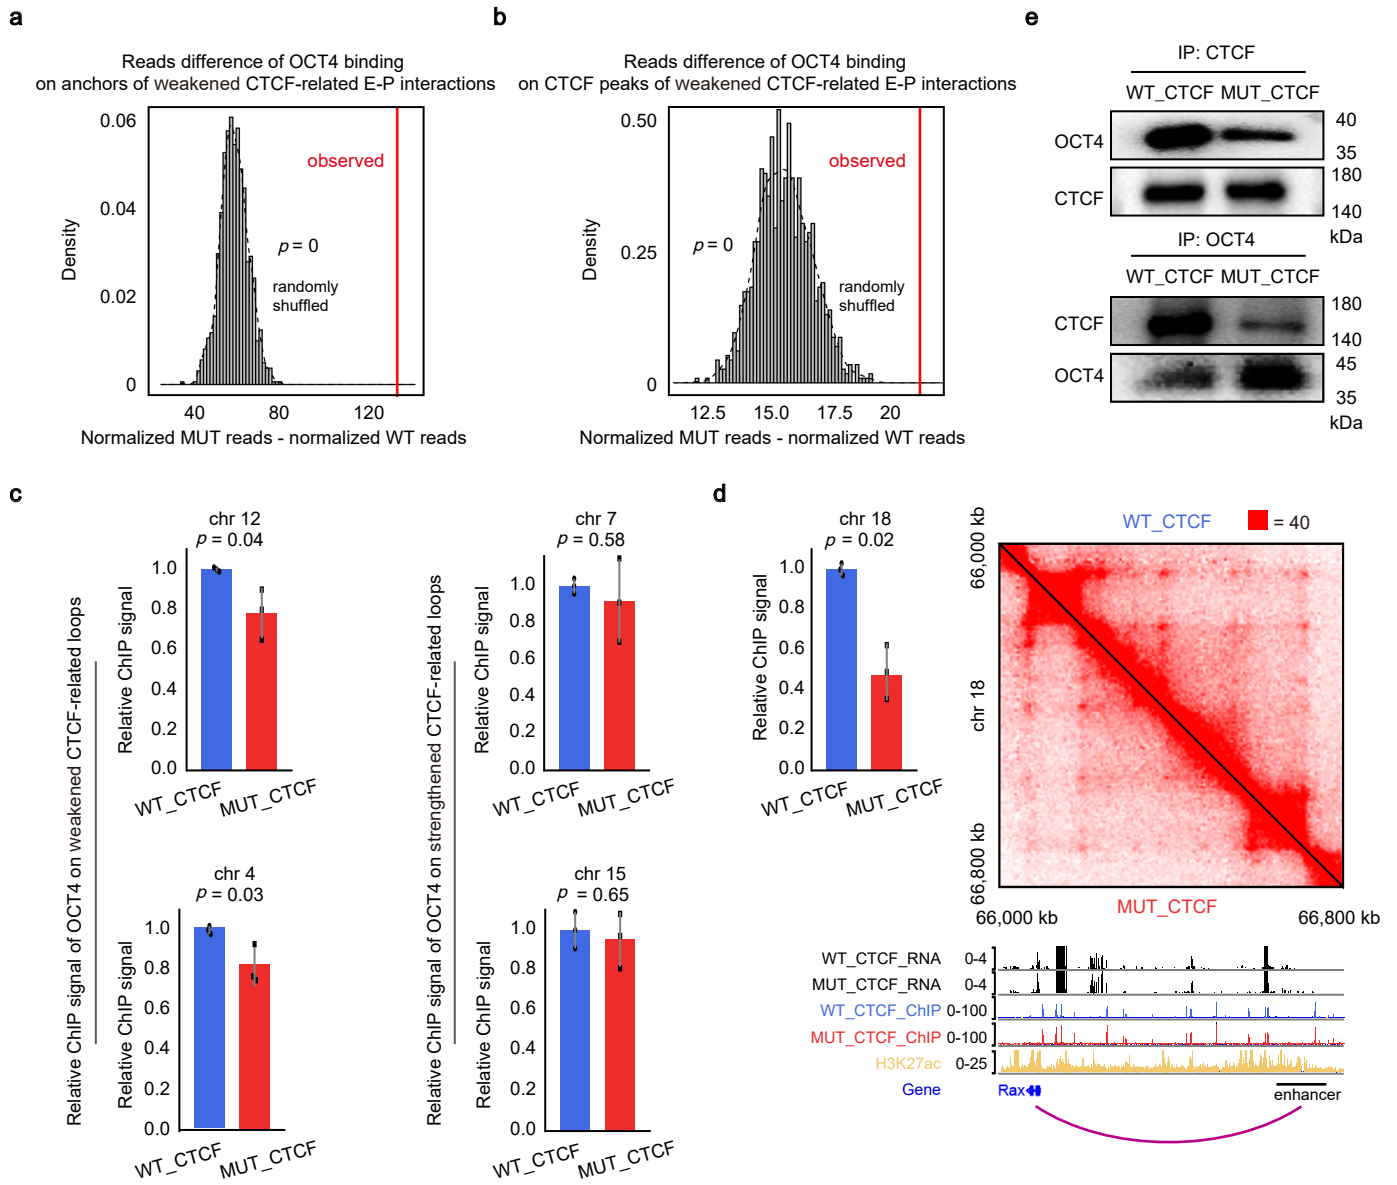 a
Reads difference of OCT4 binding
on anchors of weakened CTCF-related E-P interactions
0.06
0.04
0.02
0
Density
observed
p = 0
randomly
shuffled
40
80
120
Normalized MUT reads - normalized WT reads
b
Reads difference of OCT4 binding
on CTCF peaks of weakened CTCF-related E-P interactions
0.50
0.25
0
Density
observed
p = 0
randomly
shuffled
12.5
15.0
17.5
20
Normalized MUT reads - normalized WT reads
e
IP: CTCF
WT_CTCF MUT_CTCF
OCT4
40
35
CTCF
180
140
kDa
IP: OCT4
WT_CTCF MUT_CTCF
CTCF
180
140
OCT4
45
35
kDa
c
Relative ChIP signal of OCT4 on weakened CTCF-related loops
chr 12
p = 0.04
Relative ChIP signal
1.0
0.8
0.6
0.4
0.2
0.0
WT_CTCF
MUT_CTCF
chr 4
p = 0.03
Relative ChIP signal
1.0
0.8
0.6
0.4
0.2
0.0
WT_CTCF
MUT_CTCF
Relative ChIP signal of OCT4 on strengthened CTCF-related loops
chr 7
p = 0.58
Relative ChIP signal
1.0
0.8
0.6
0.4
0.2
0.0
WT_CTCF
MUT_CTCF
chr 15
p = 0.65
Relative ChIP signal
1.0
0.8
0.6
0.4
0.2
0.0
WT_CTCF
MUT_CTCF
d
chr 18
p = 0.02
Relative ChIP signal
1.0
0.8
0.6
0.4
0.2
0.0
WT_CTCF
MUT_CTCF
WT_CTCF
= 40
66,000 kb
chr 18
66,800 kb
MUT_CTCF
66,000 kb
66,800 kb
WT_CTCF_RNA 0-4
MUT_CTCF_RNA 0-4
WT_CTCF_ChIP 0-100
MUT_CTCF_ChIP 0-100
H3K27ac 0-25
Gene
Rax
enhancer